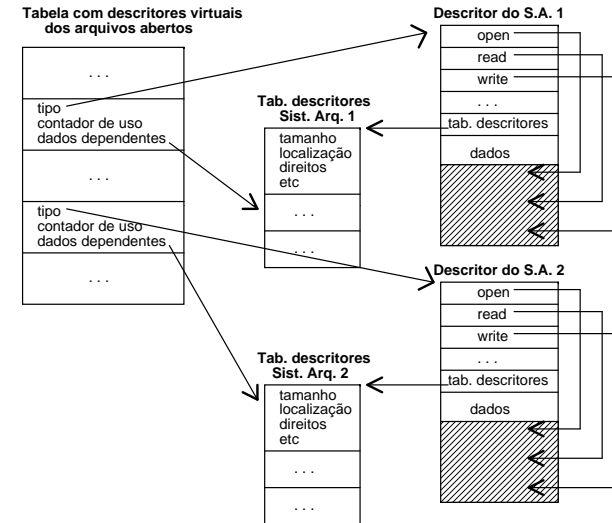 Tabela com descritores virtuais
dos arquivos abertos
. . .
tipo
contador de uso
dados dependentes
. . .
tipo
contador de uso
dados dependentes
. . .
Tab. descritores
Sist. Arq. 1
tamanho
localização
direitos
etc
. . .
. . .
Descritor do S.A. 1
open
read
write
. . .
tab. descritores
dados
Tab. descritores
Sist. Arq. 2
tamanho
localização
direitos
etc
. . .
. . .
Descritor do S.A. 2
open
read
write
. . .
tab. descritores
dados